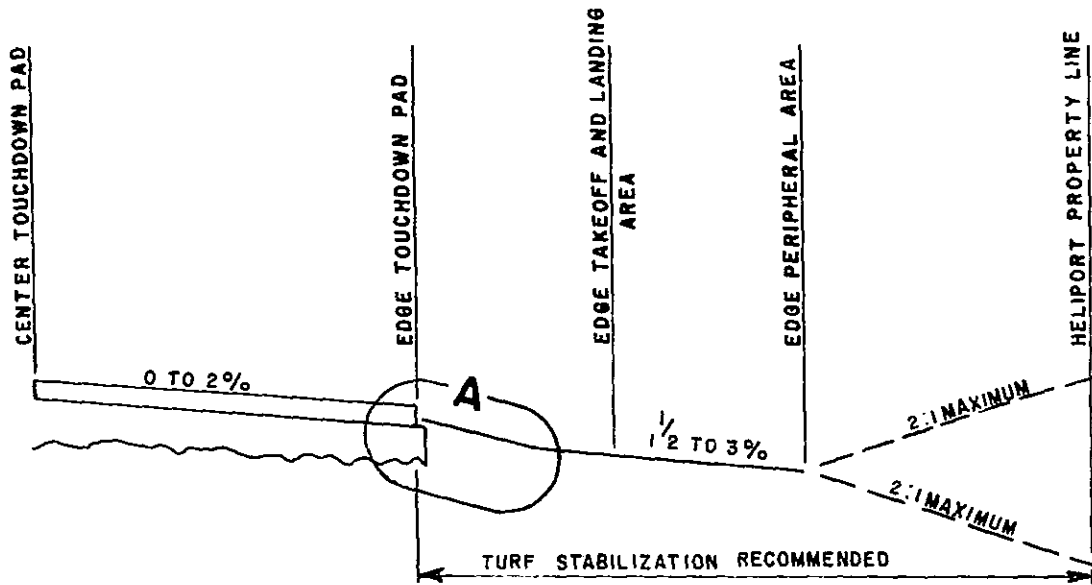 CENTER TOUCHDOWN PAD
EDGE TOUCHDOWN PAD
EDGE TAKEOFF AND LANDING
AREA
EDGE PERIPHERAL AREA
HELIPORT PROPERTY LINE
0 TO 2%
A
1/2 TO 3%
2:1 MAXIMUM
2:1 MAXIMUM
TURF STABILIZATION RECOMMENDED